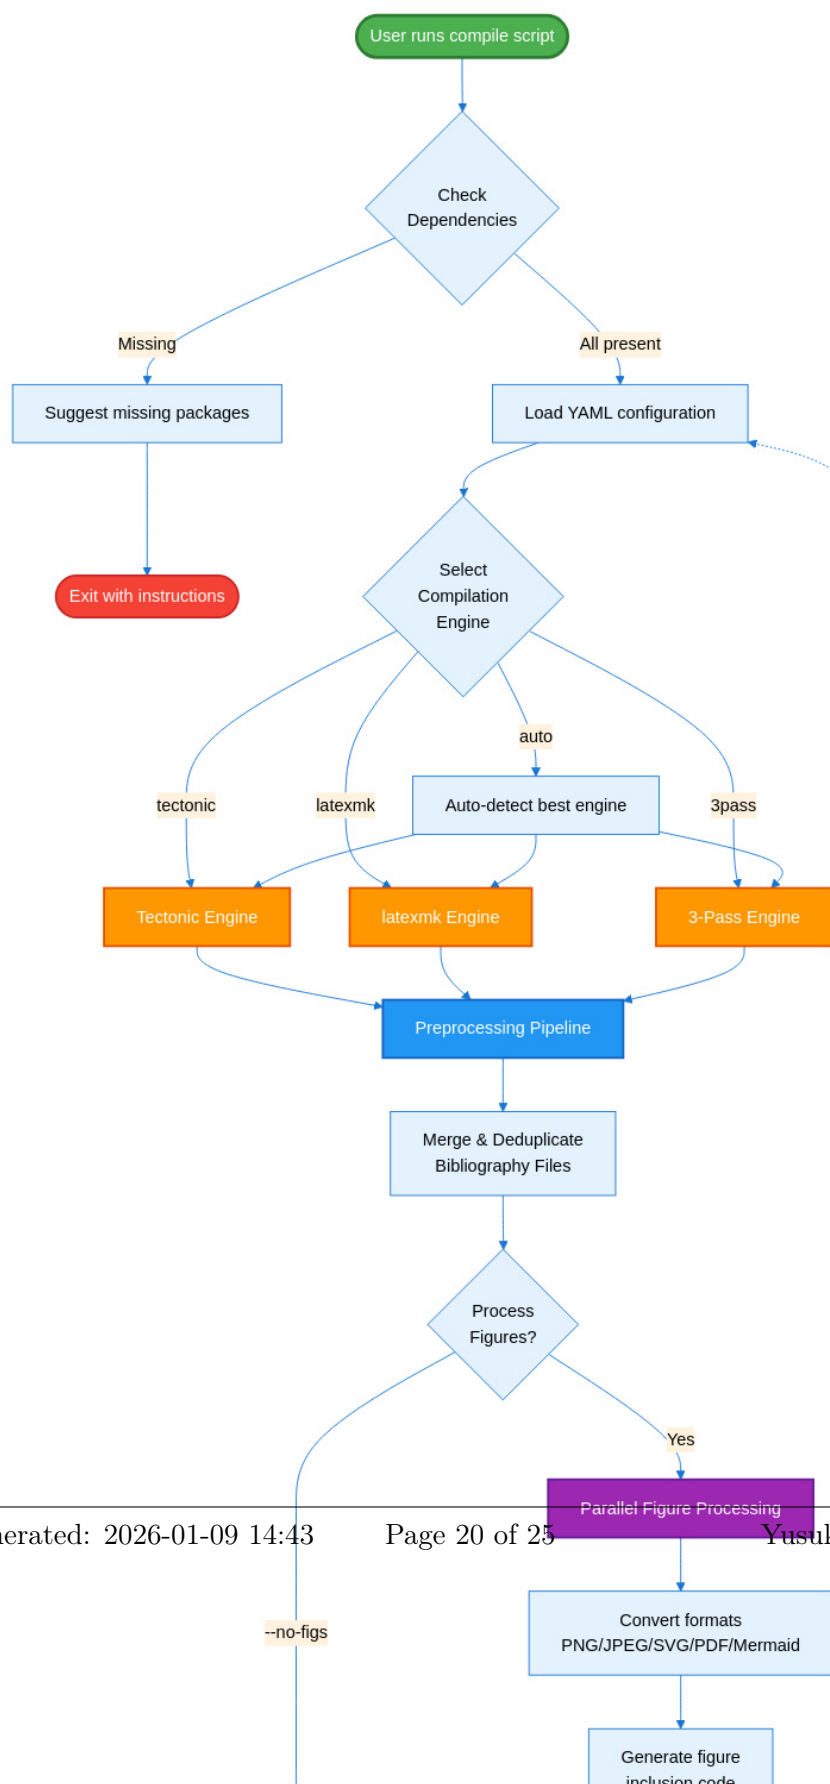 User runs compile script
Check
Dependencies
Missing
All present
Suggest missing packages
Load YAML configuration
Select
Compilation
Engine
Exit with instructions
auto
tectonic
latexmk
Auto-detect best engine
3pass
Tectonic Engine
latexmk Engine
3-Pass Engine
Preprocessing Pipeline
Merge & Deduplicate
Bibliography Files
Process
Figures?
Yes
Parallel Figure Processing
nerated: 2026-01-09 14:43 Page 20 of 25 Yusuk
--no-figs
Convert formats
PNG/JPEG/SVG/PDF/Mermaid
Generate figure
inclusion code